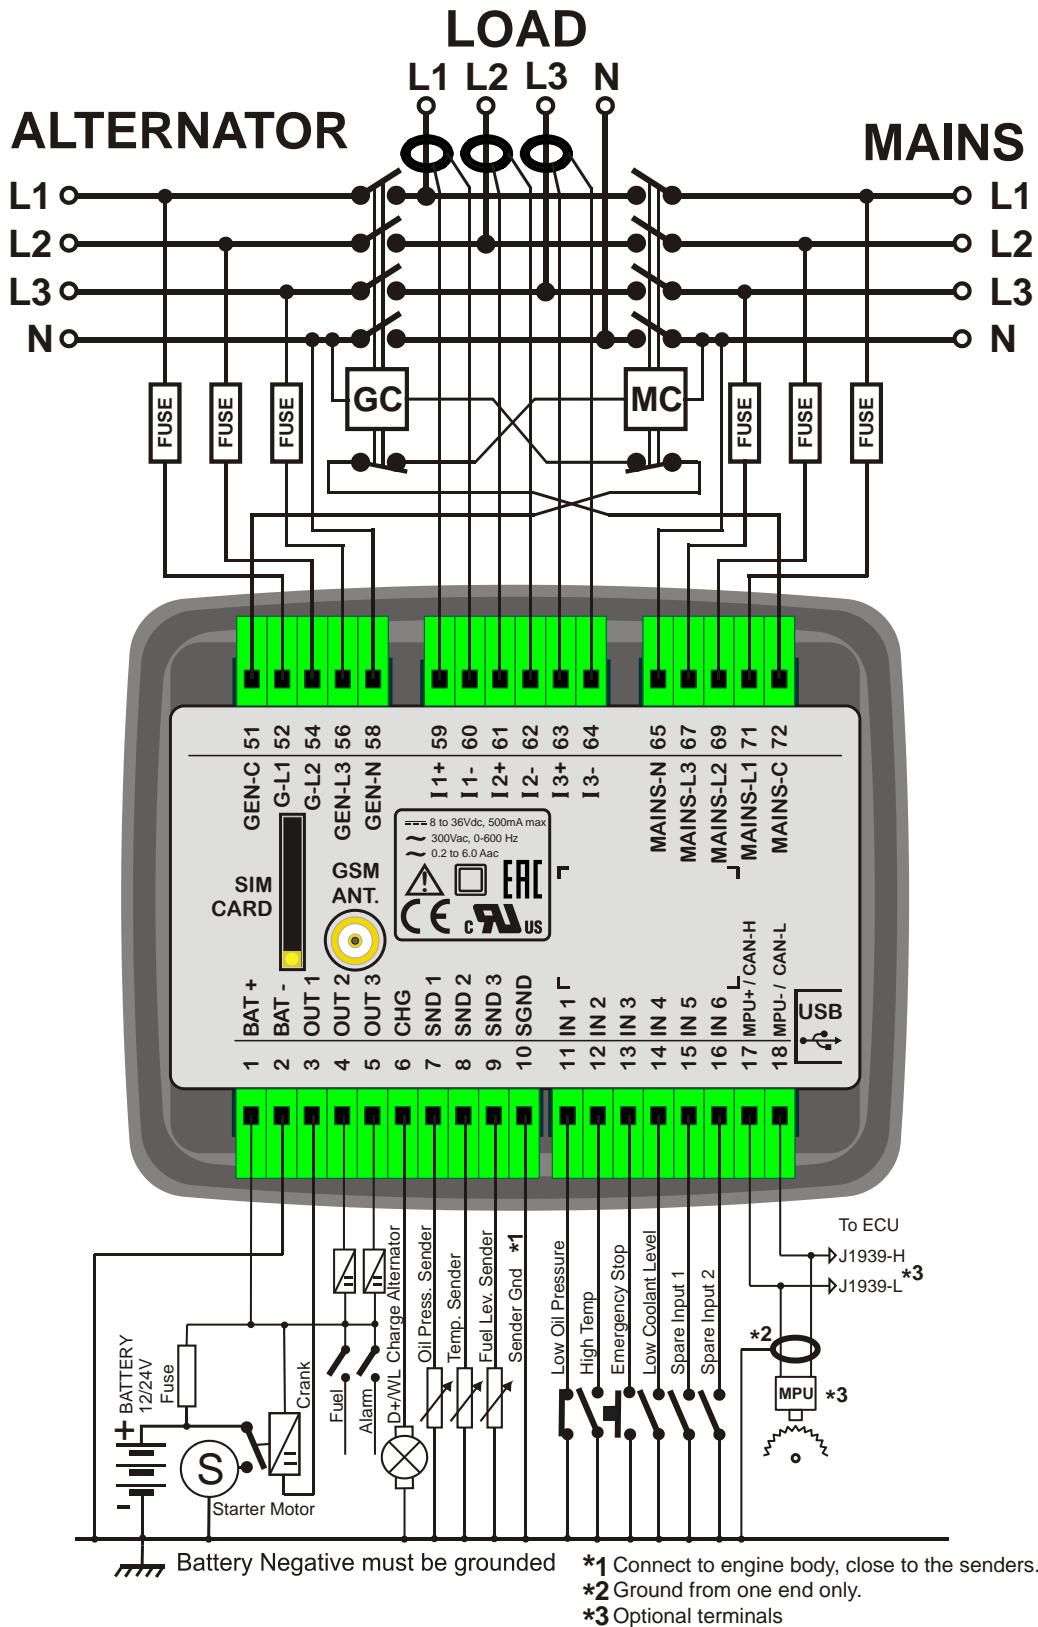 LOAD
L1 L2 L3 N
ALTERNATOR
MAINS
L1
L2
L3
N
L1
L2
L3
N
GC
MC
FUSE
FUSE
FUSE
FUSE
FUSE
FUSE
GEN-C 51
G-L1 52
G-L2 54
GEN-L3 56
GEN-N 58
I1+ 59
I1- 60
I2+ 61
I2- 62
I3+ 63
I3- 64
MAINS-N 65
MAINS-L3 67
MAINS-L2 69
MAINS-L1 71
MAINS-C 72
8 to 36Vdc, 500mA max
300Vac, 0-600 Hz
0.2 to 6.0 Aac
EAC
CE
c RU US
SIM
CARD
GSM
ANT.
1 BAT +
2 BAT -
3 OUT 1
4 OUT 2
5 OUT 3
6 CHG
7 SND 1
8 SND 2
9 SND 3
10 SGND
11 IN 1
12 IN 2
13 IN 3
14 IN 4
15 IN 5
16 IN 6
17 MPU+ / CAN-H
18 MPU- / CAN-L
USB
To ECU
J1939-H
J1939-L *3
BATTERY
12/24V
Fuse
Crank
Fuel
Alarm
D+/WL Charge Alternator
Oil Press. Sender
Temp. Sender
Fuel Lev. Sender
Sender Gnd *1
Low Oil Pressure
High Temp
Emergency Stop
Low Coolant Level
Spare Input 1
Spare Input 2
*2
MPU *3
+
-
S
Starter Motor
Battery Negative must be grounded
*1 Connect to engine body, close to the senders.
*2 Ground from one end only.
*3 Optional terminals